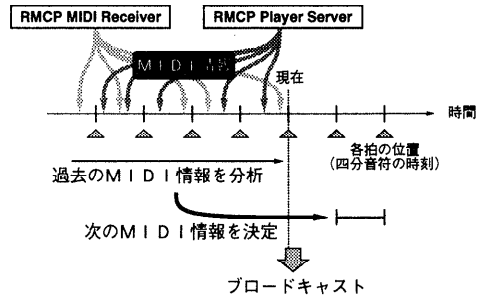 RMCP MIDI Receiver
RMCP Player Server
ＭＩＤＩ情報
現在
時間
各拍の位置
(四分音符の時刻)
過去のＭＩＤＩ情報を分析
次のＭＩＤＩ情報を決定
ブロードキャスト